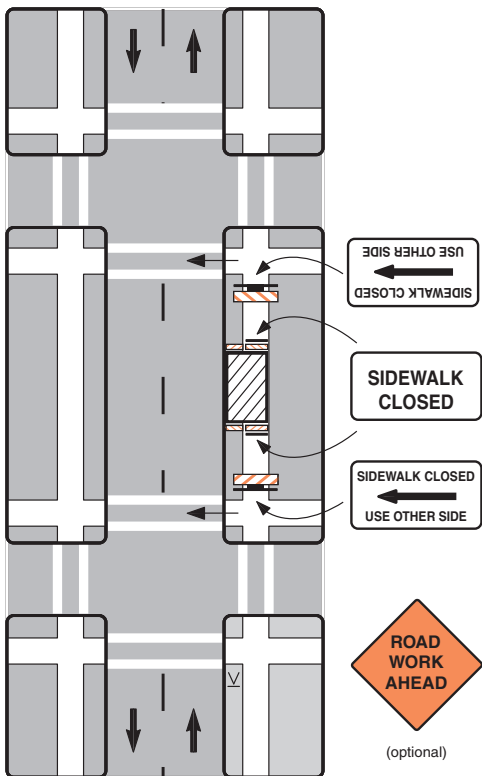 SIDEWALK CLOSED
USE OTHER SIDE
SIDEWALK
CLOSED
SIDEWALK CLOSED
USE OTHER SIDE
ROAD
WORK
AHEAD
(optional)